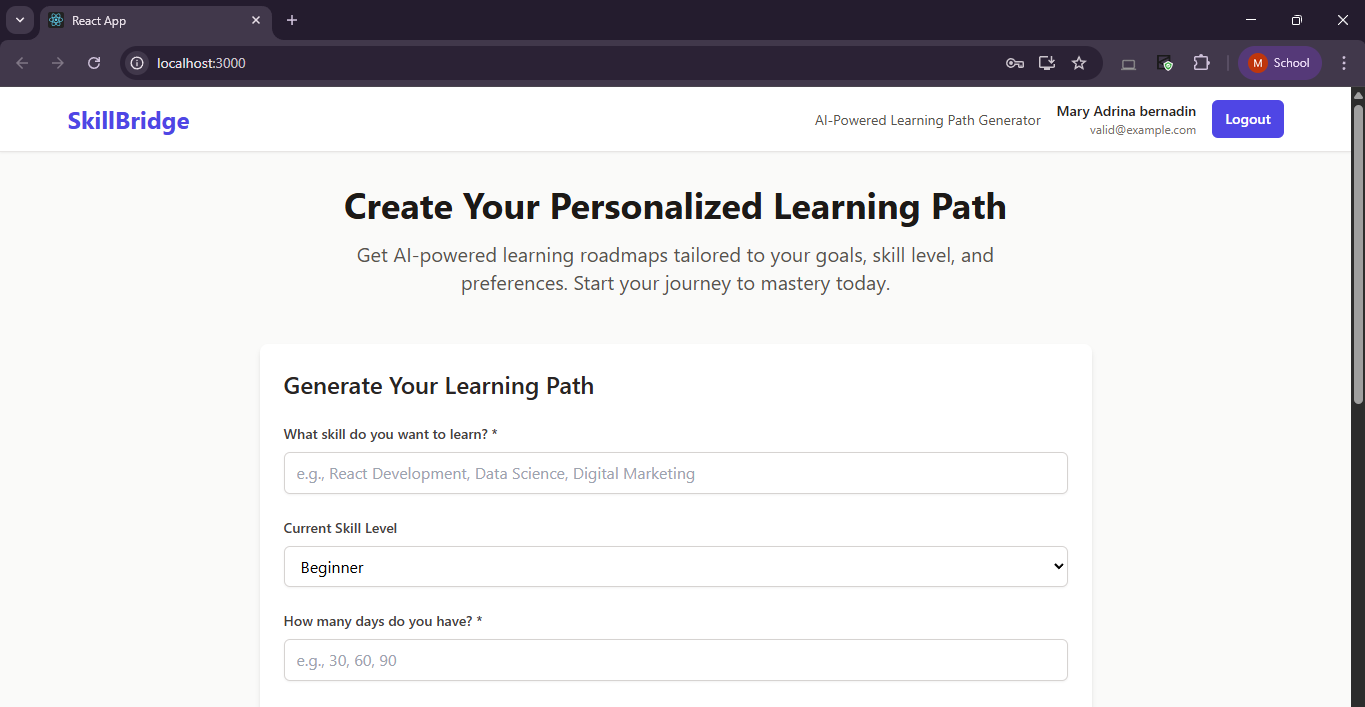 React App
localhost:3000
M School
SkillBridge
AI-Powered Learning Path Generator
Mary Adrina bernadin
valid@example.com
Logout
Create Your Personalized Learning Path
Get AI-powered learning roadmaps tailored to your goals, skill level, and
preferences. Start your journey to mastery today.
Generate Your Learning Path
What skill do you want to learn? *
e.g., React Development, Data Science, Digital Marketing
Current Skill Level
Beginner
How many days do you have? *
e.g., 30, 60, 90